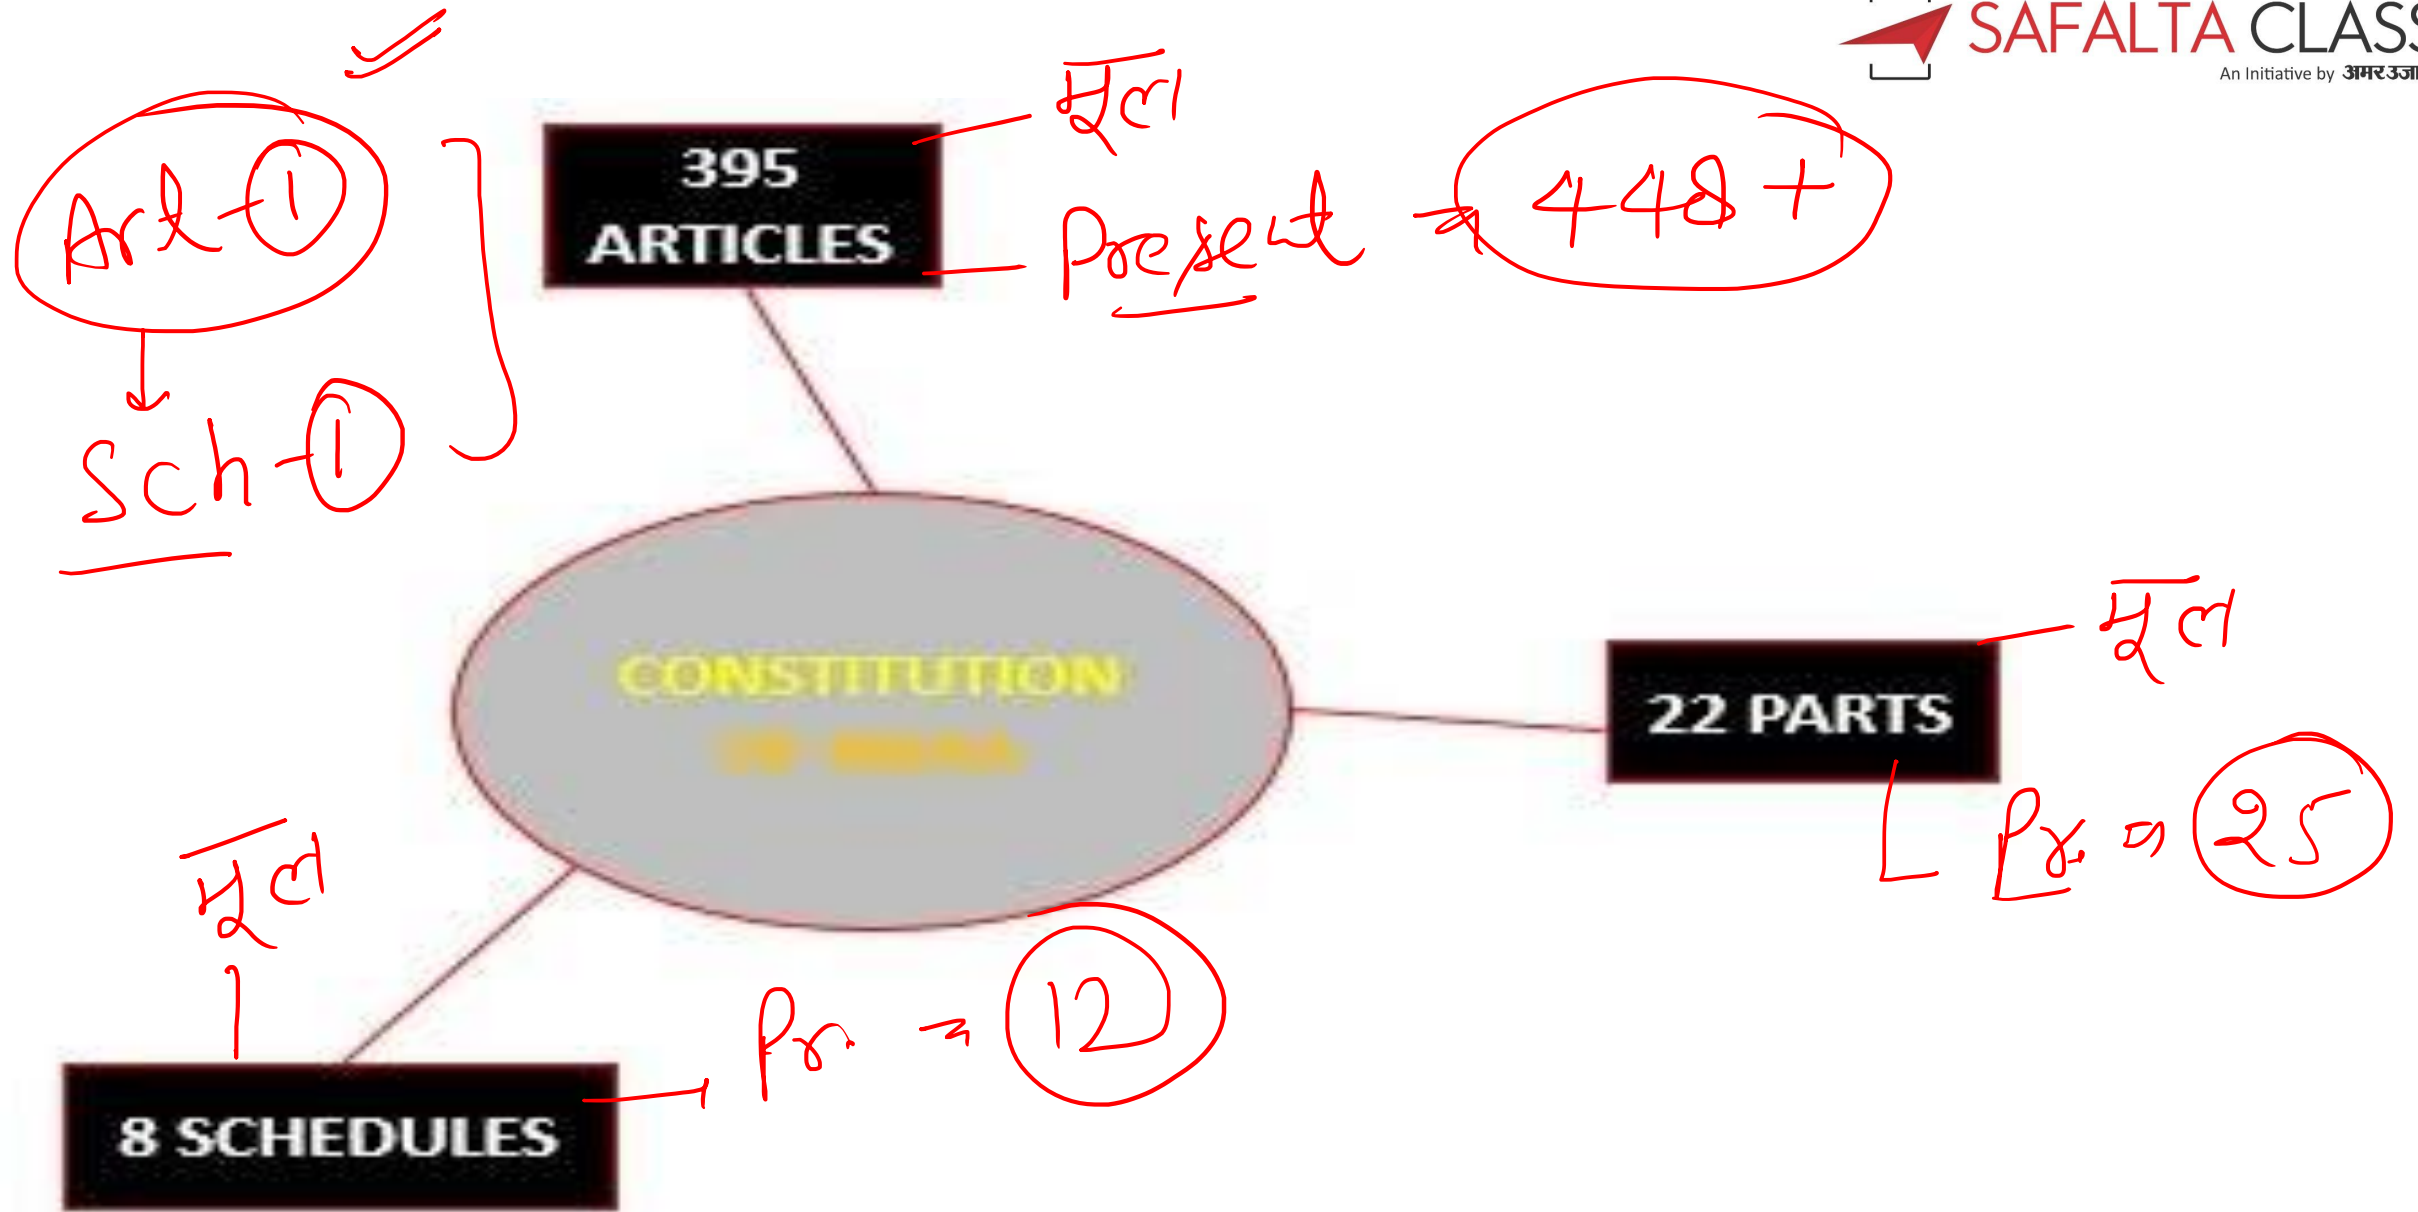 SAFALTA CLASS
An Initiative by अमर उजा
मूल
395
ARTICLES
Present → 448+
Art-1
Sch-1
CONSTITUTION
मूल
22 PARTS
Pr. ⇒ 25
मूल
Pr. ⇒ 12
8 SCHEDULES